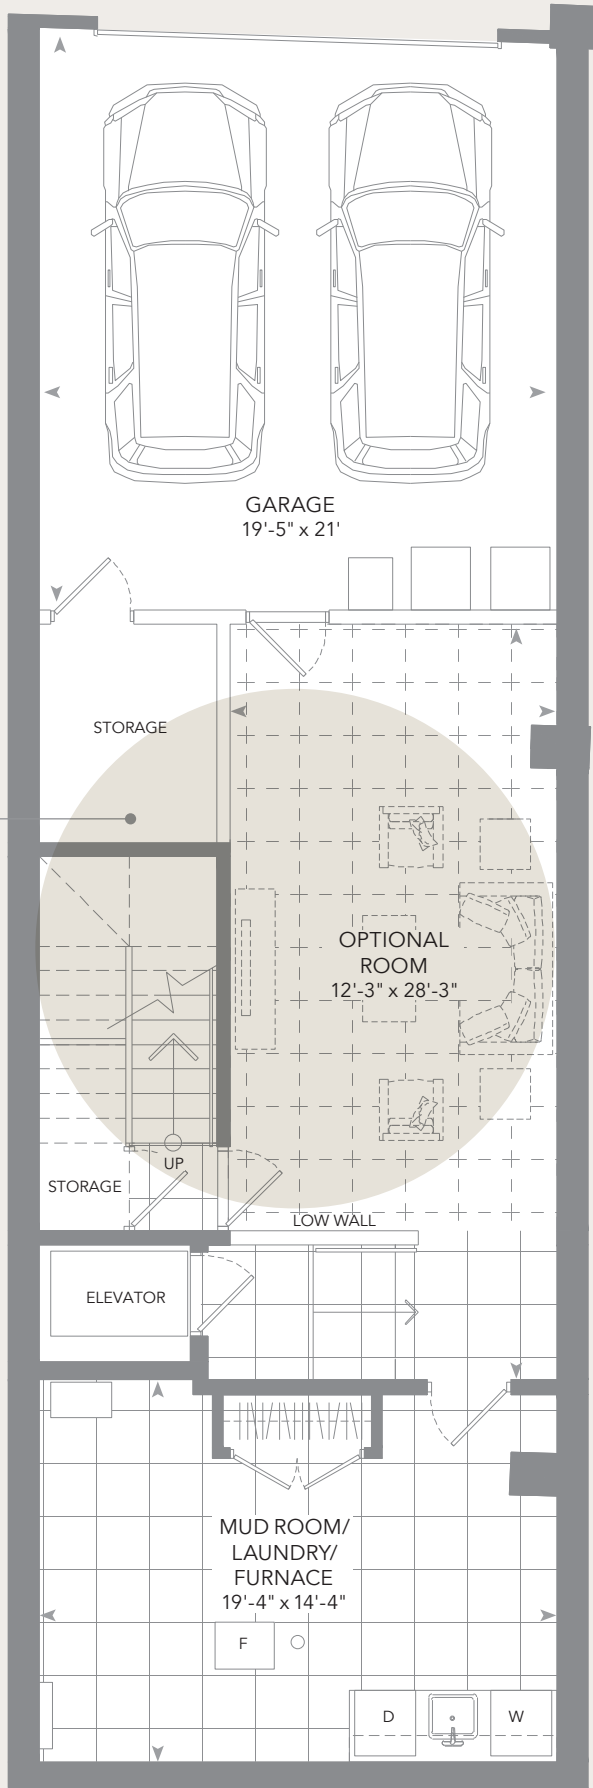 GARAGE
19'-5" x 21'
STORAGE
OPTIONAL
ROOM
12'-3" x 28'-3"
UP
STORAGE
LOW WALL
ELEVATOR
MUD ROOM/
LAUNDRY/
FURNACE
19'-4" x 14'-4"
F
D
W